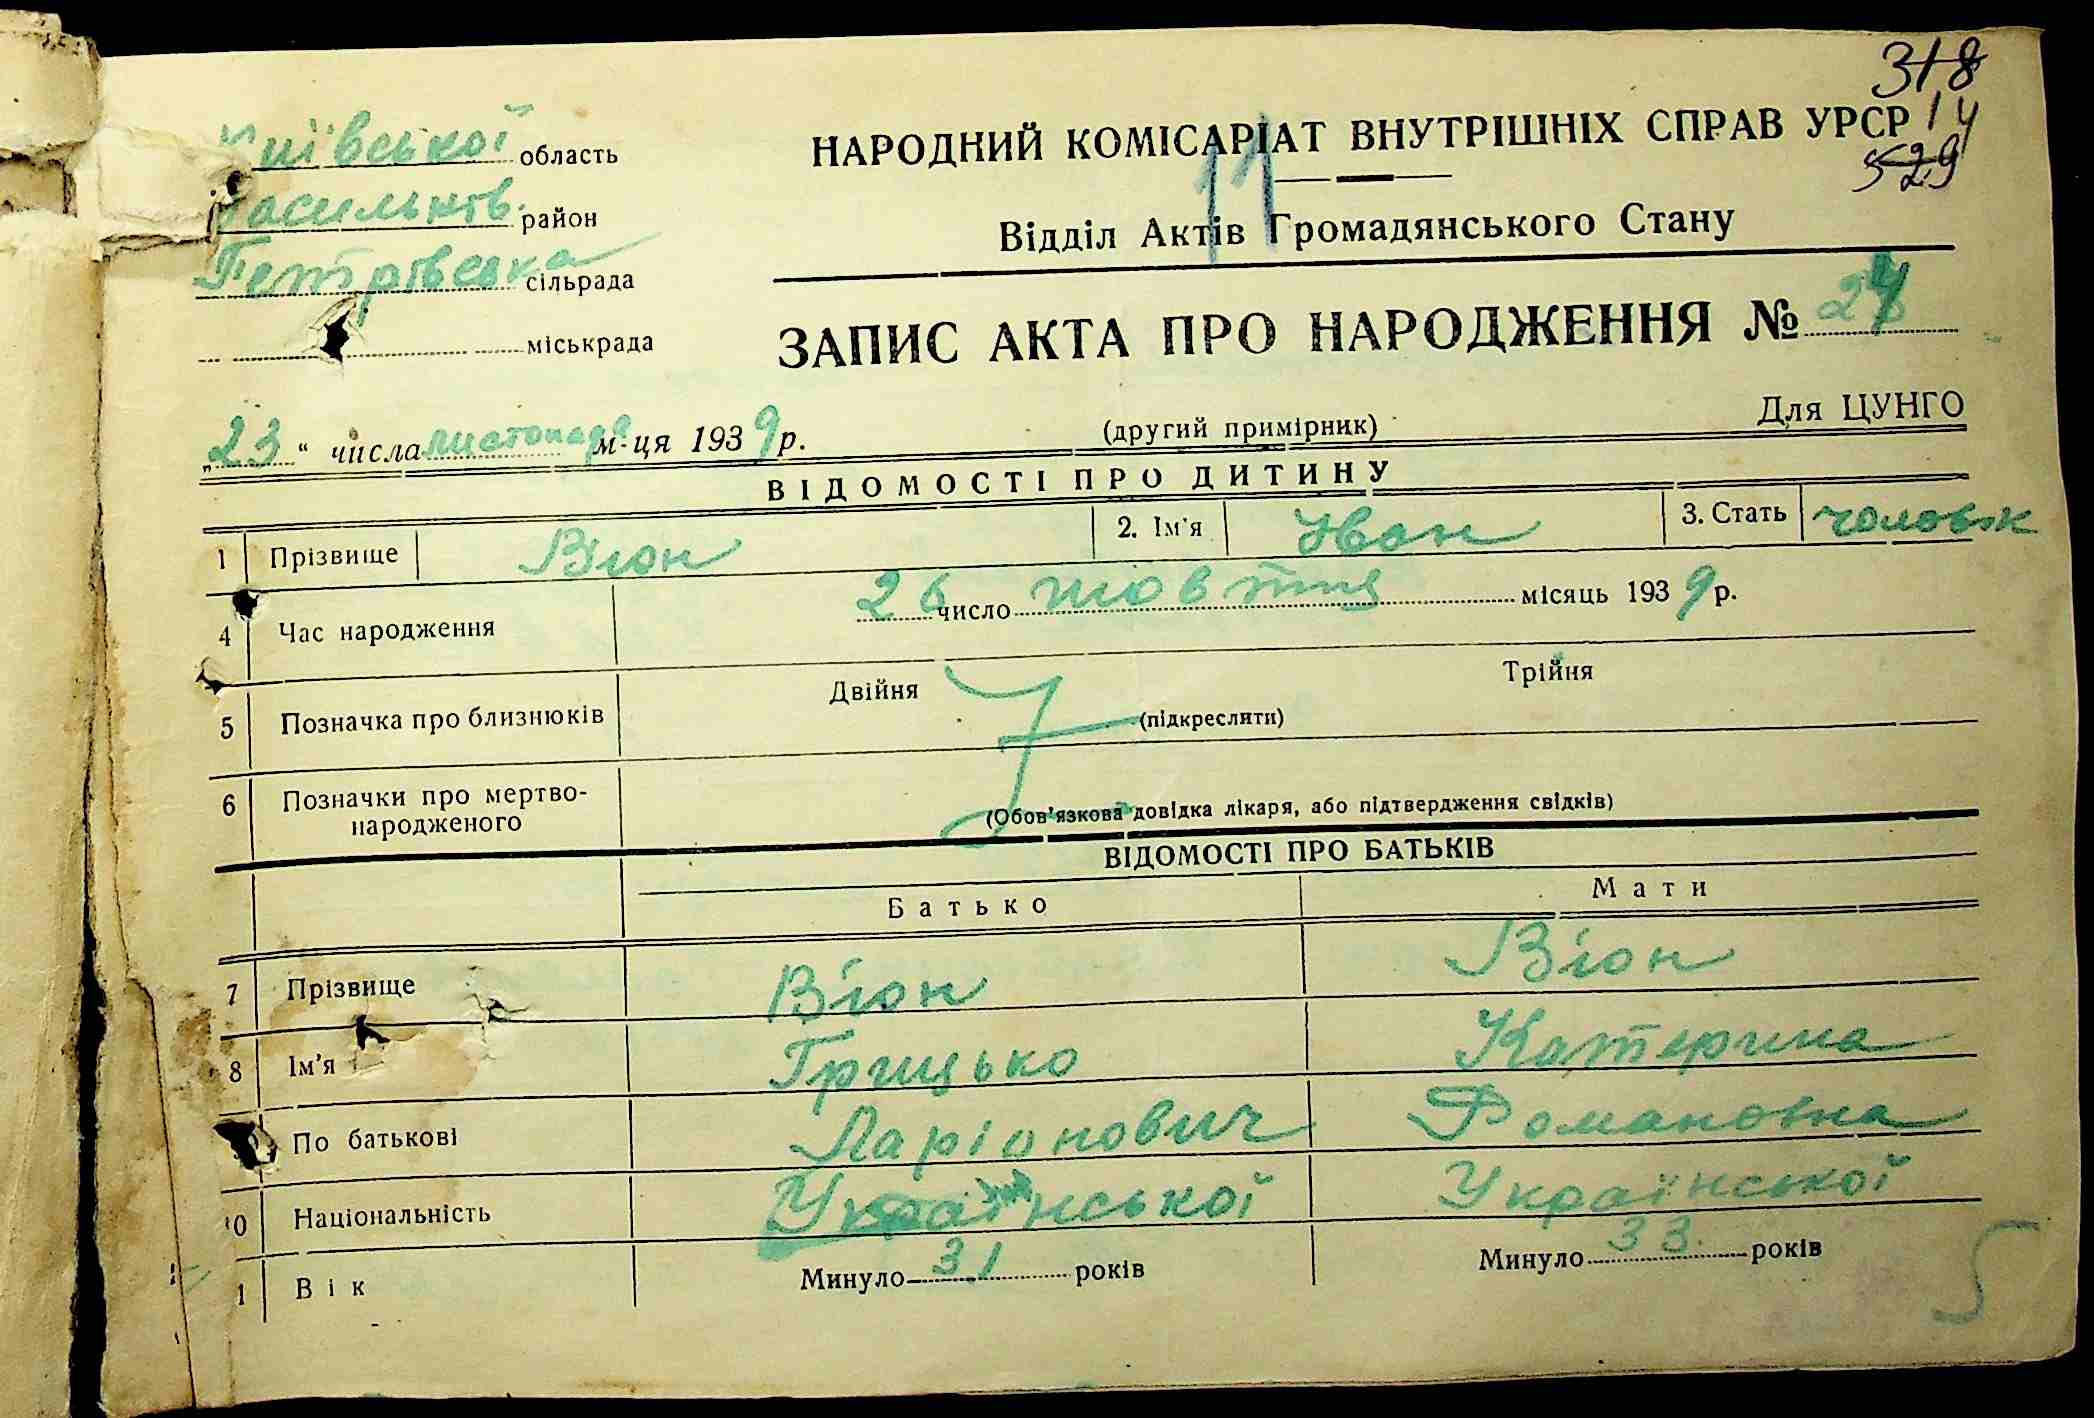 318
Київської область
НАРОДНИЙ КОМІСАРІАТ ВНУТРІШНІХ СПРАВ УРСР 14
529
Васильків. район
11
Відділ Актів Громадянського Стану
Петрівська сільрада
міськрада
ЗАПИС АКТА ПРО НАРОДЖЕННЯ №
„23“ числа листопада м-ця 1939 р.
(другий примірник)
Для ЦУНГО
ВІДОМОСТІ ПРО ДИТИНУ
1 Прізвище Віон 2. Ім'я Іван 3. Стать чоловік
4 Час народження 26 число жовтня місяць 1939 р.
5 Позначка про близнюків Двійня (підкреслити) Трійня
6 Позначки про мертво-
народженого
(Обов'язкова довідка лікаря, або підтвердження свідків)
ВІДОМОСТІ ПРО БАТЬКІВ
Батько Мати
7 Прізвище Віон Віон
8 Ім'я Грицько Катерина
По батькові Ларіонович Романовна
0 Національність Української Української
1 Вік Минуло 31 років Минуло 33 років
5